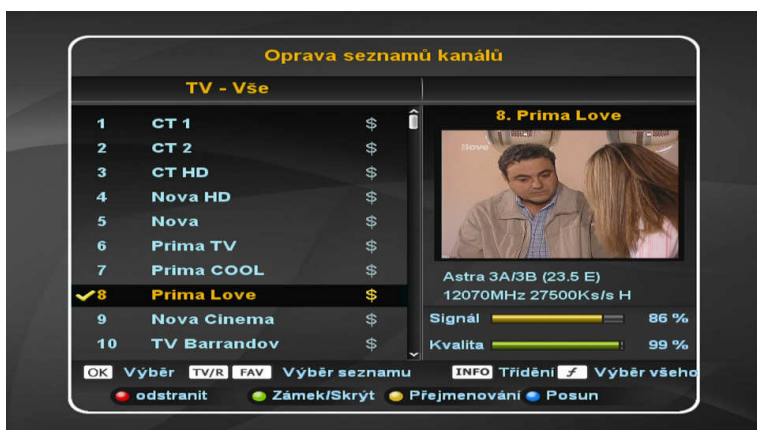 Oprava seznamů kanálů
TV - Vše
1 CT 1 $
2 CT 2 $
3 CT HD $
4 Nova HD $
5 Nova $
6 Prima TV $
7 Prima COOL $
8 Prima Love $
9 Nova Cinema $
10 TV Barrandov $
8. Prima Love
love
Astra 3A/3B (23.5 E)
12070MHz 27500Ks/s H
Signál 86 %
Kvalita 99 %
OK Výběr TV/R FAV Výběr seznamu INFO Třídění f Výběr všeho
odstranit Zámek/Skrýt Přejmenování Posun